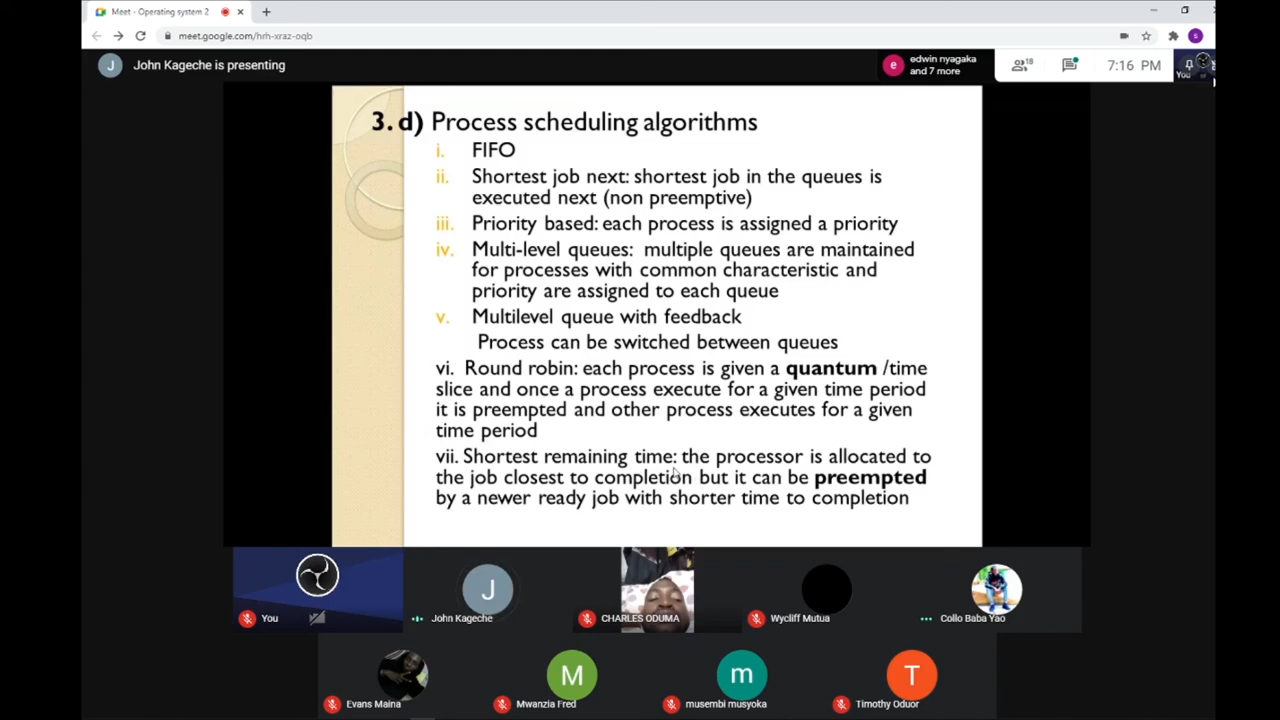 Meet - Operating system 2
meet.google.com/hrh-xraz-oqb
J
John Kageche is presenting
e
edwin nyagaka
and 7 more
18
7:16 PM
You
3. d) Process scheduling algorithms
i. FIFO
ii. Shortest job next: shortest job in the queues is
executed next (non preemptive)
iii. Priority based: each process is assigned a priority
iv. Multi-level queues: multiple queues are maintained
for processes with common characteristic and
priority are assigned to each queue
v. Multilevel queue with feedback
Process can be switched between queues
vi. Round robin: each process is given a quantum /time
slice and once a process execute for a given time period
it is preempted and other process executes for a given
time period
vii. Shortest remaining time: the processor is allocated to
the job closest to completion but it can be preempted
by a newer ready job with shorter time to completion
J
You
John Kageche
CHARLES ODUMA
Wycliff Mutua
Collo Baba Yao
M
m
T
Evans Maina
Mwanzia Fred
musembi musyoka
Timothy Oduor